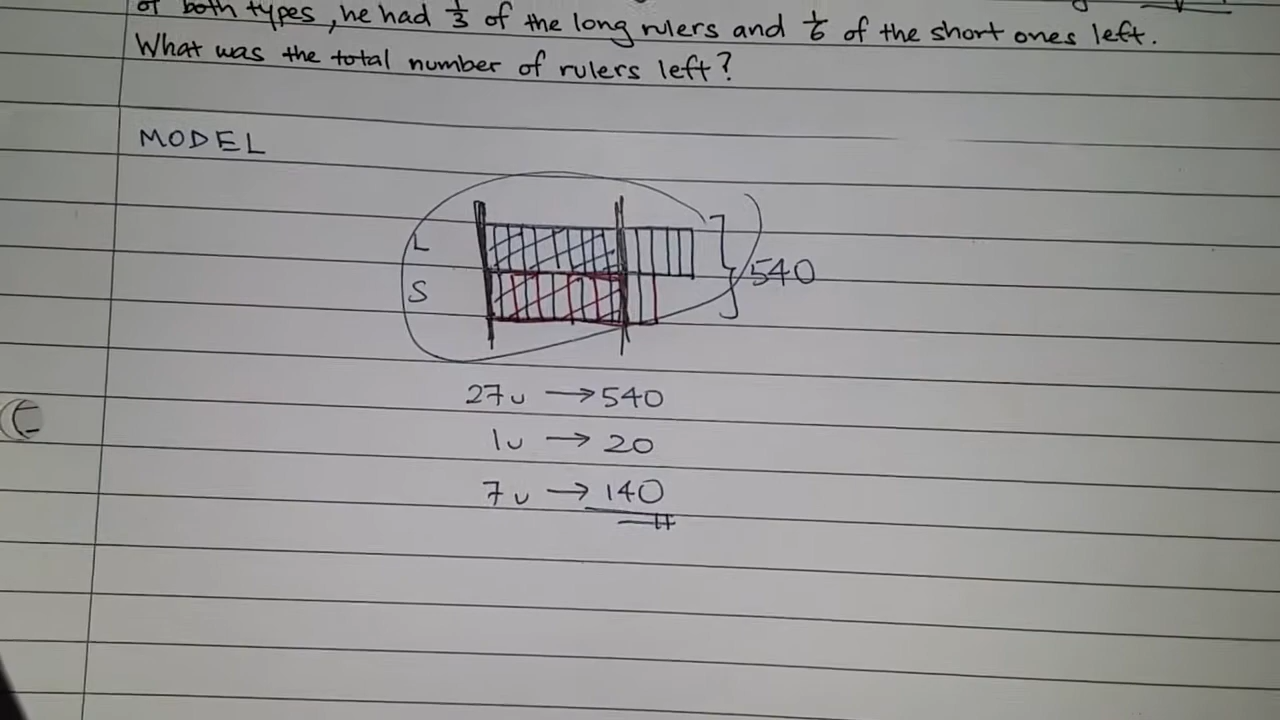 of both types, he had 1/3 of the long rulers and 1/6 of the short ones left.
What was the total number of rulers left?
MODEL
L
S
540
27u → 540
1u → 20
7u → 140